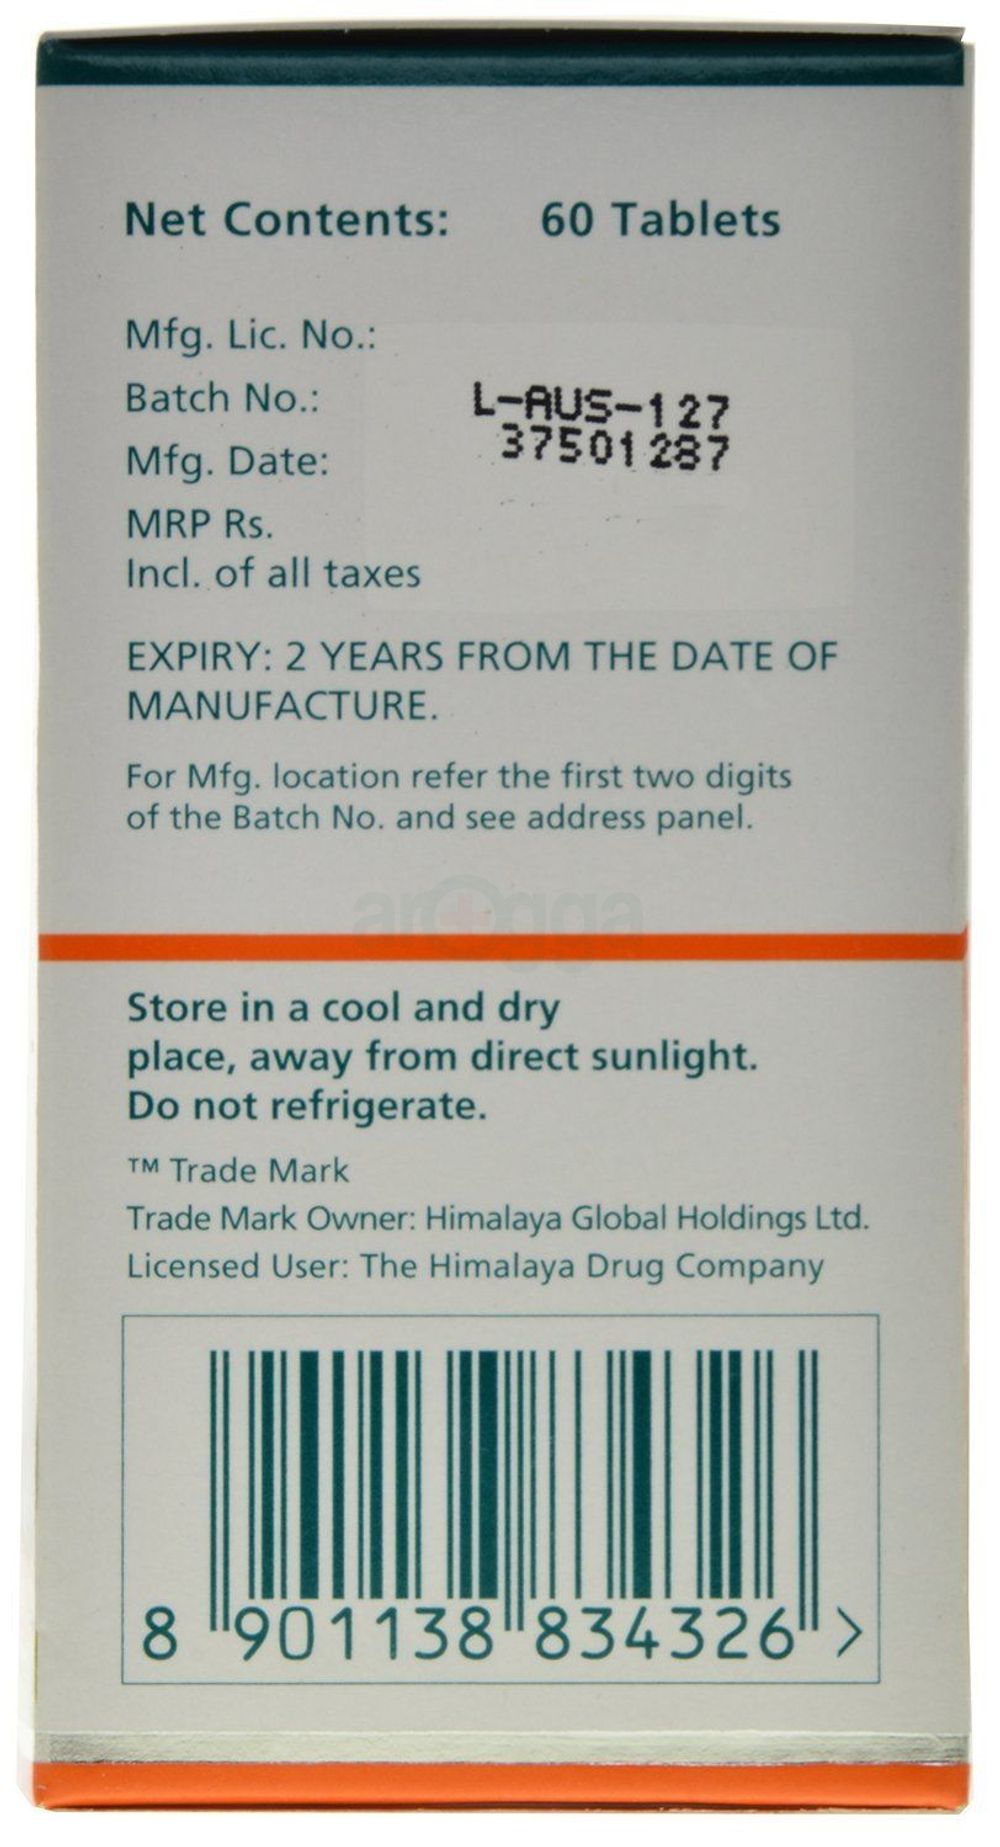 Net Contents: 60 Tablets
Mfg. Lic. No.:
Batch No.: L-AUS-127
37501287
Mfg. Date:
MRP Rs.
Incl. of all taxes
EXPIRY: 2 YEARS FROM THE DATE OF
MANUFACTURE.
For Mfg. location refer the first two digits
of the Batch No. and see address panel.
arogga
Store in a cool and dry
place, away from direct sunlight.
Do not refrigerate.
™ Trade Mark
Trade Mark Owner: Himalaya Global Holdings Ltd.
Licensed User: The Himalaya Drug Company
8 901138 834326 >